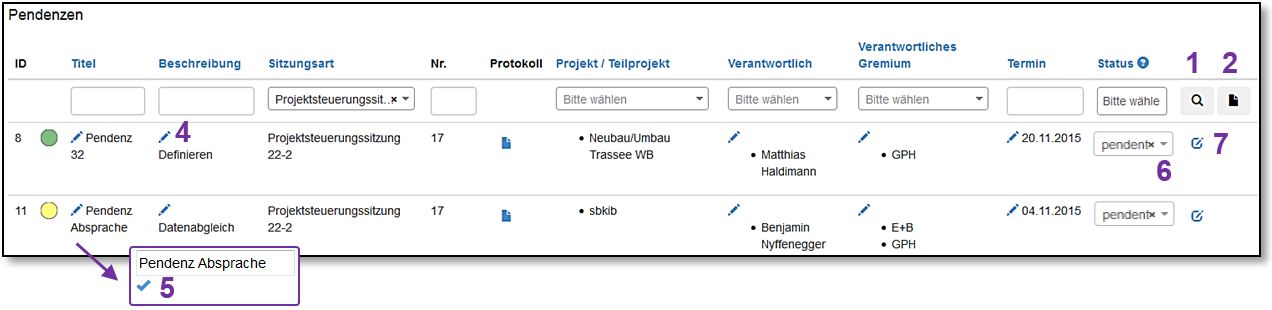 Pendenzen
Verantwortliches
ID Titel Beschreibung Sitzungsart Nr. Protokoll Projekt / Teilprojekt Verantwortlich Gremium Termin Status 1 2
Projektsteuerungssit... Bitte wählen Bitte wählen Bitte wählen Bitte wähle
8 Pendenz 4 Projektsteuerungssitzung 17 Neubau/Umbau 20.11.2015 pendent 7
32 Definieren 22-2 Trassee WB Matthias GPH 6
Haldimann
11 Pendenz Projektsteuerungssitzung 17 sbkib 04.11.2015 pendent
Absprache Datenabgleich 22-2 Benjamin E+B
Nyffenegger GPH
Pendenz Absprache
5